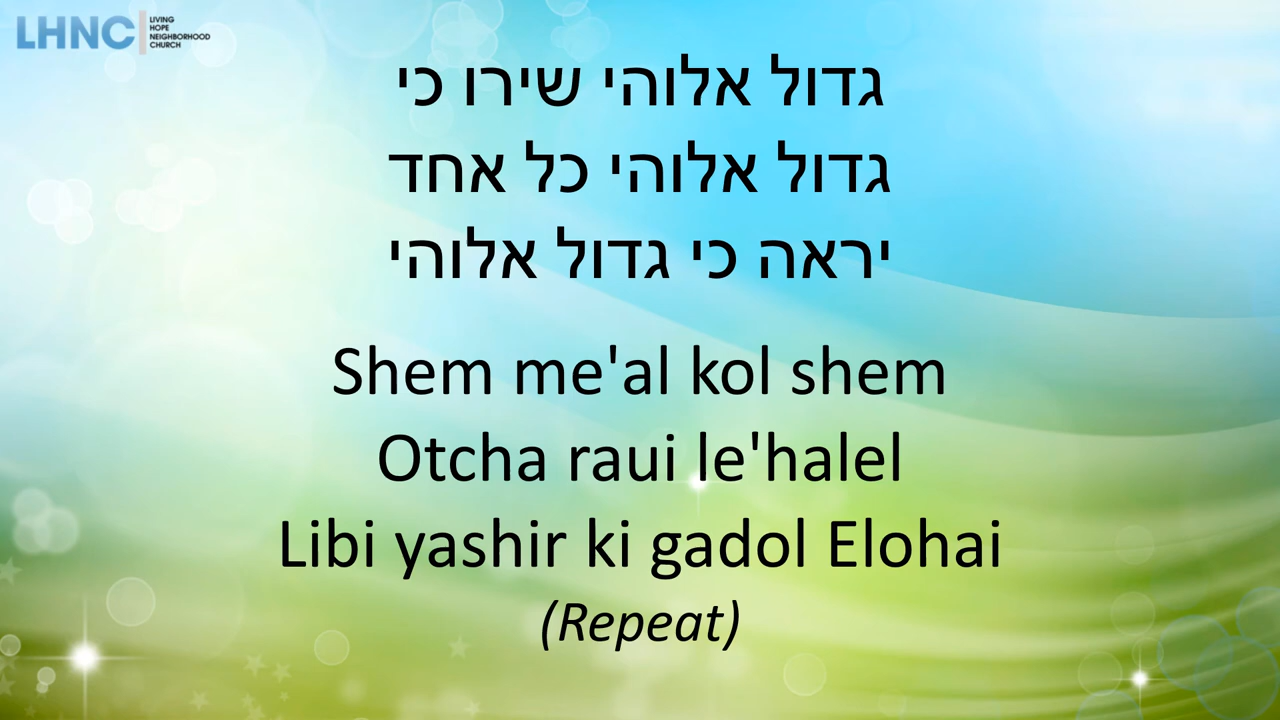 LHNC
LIVING
HOPE
NEIGHBORHOOD
CHURCH
גדול אלוהי שירו כי
גדול אלוהי כל אחד
יראה כי גדול אלוהי
Shem me'al kol shem
Otcha raui le'halel
Libi yashir ki gadol Elohai
(Repeat)